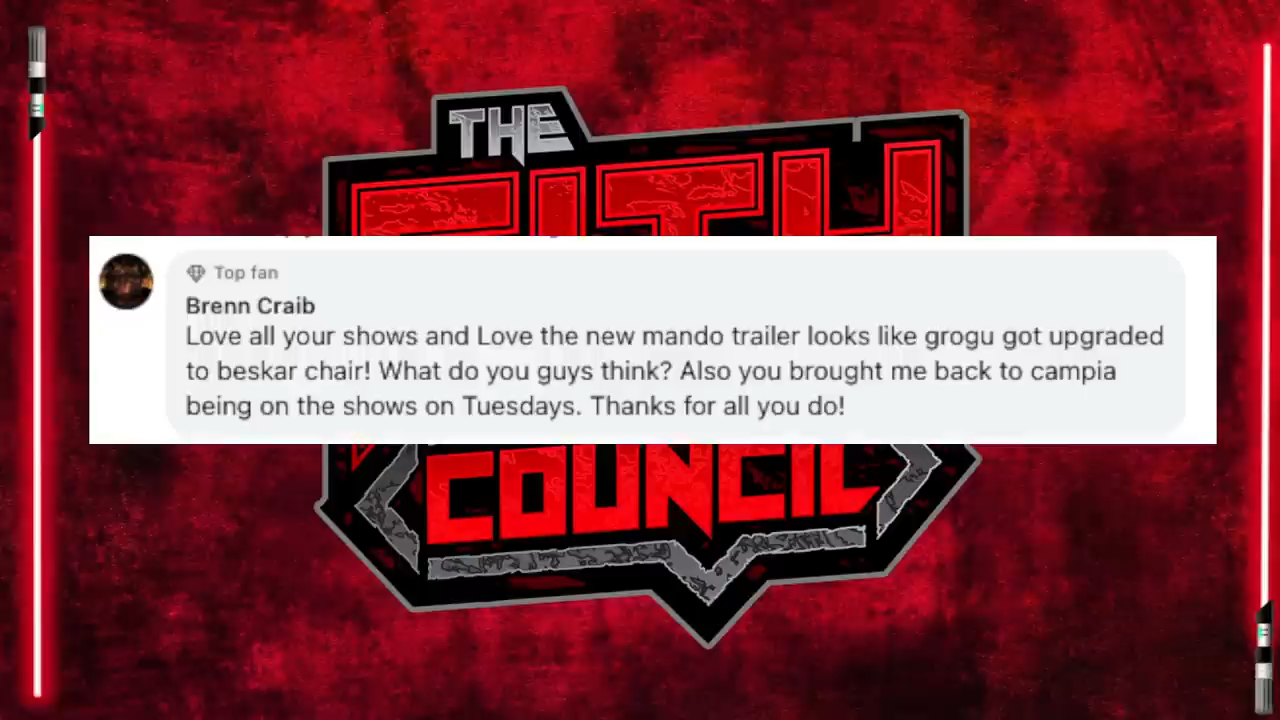 THE
SITH
Top fan
Brenn Craib
Love all your shows and Love the new mando trailer looks like grogu got upgraded
to beskar chair! What do you guys think? Also you brought me back to campia
being on the shows on Tuesdays. Thanks for all you do!
COUNCIL